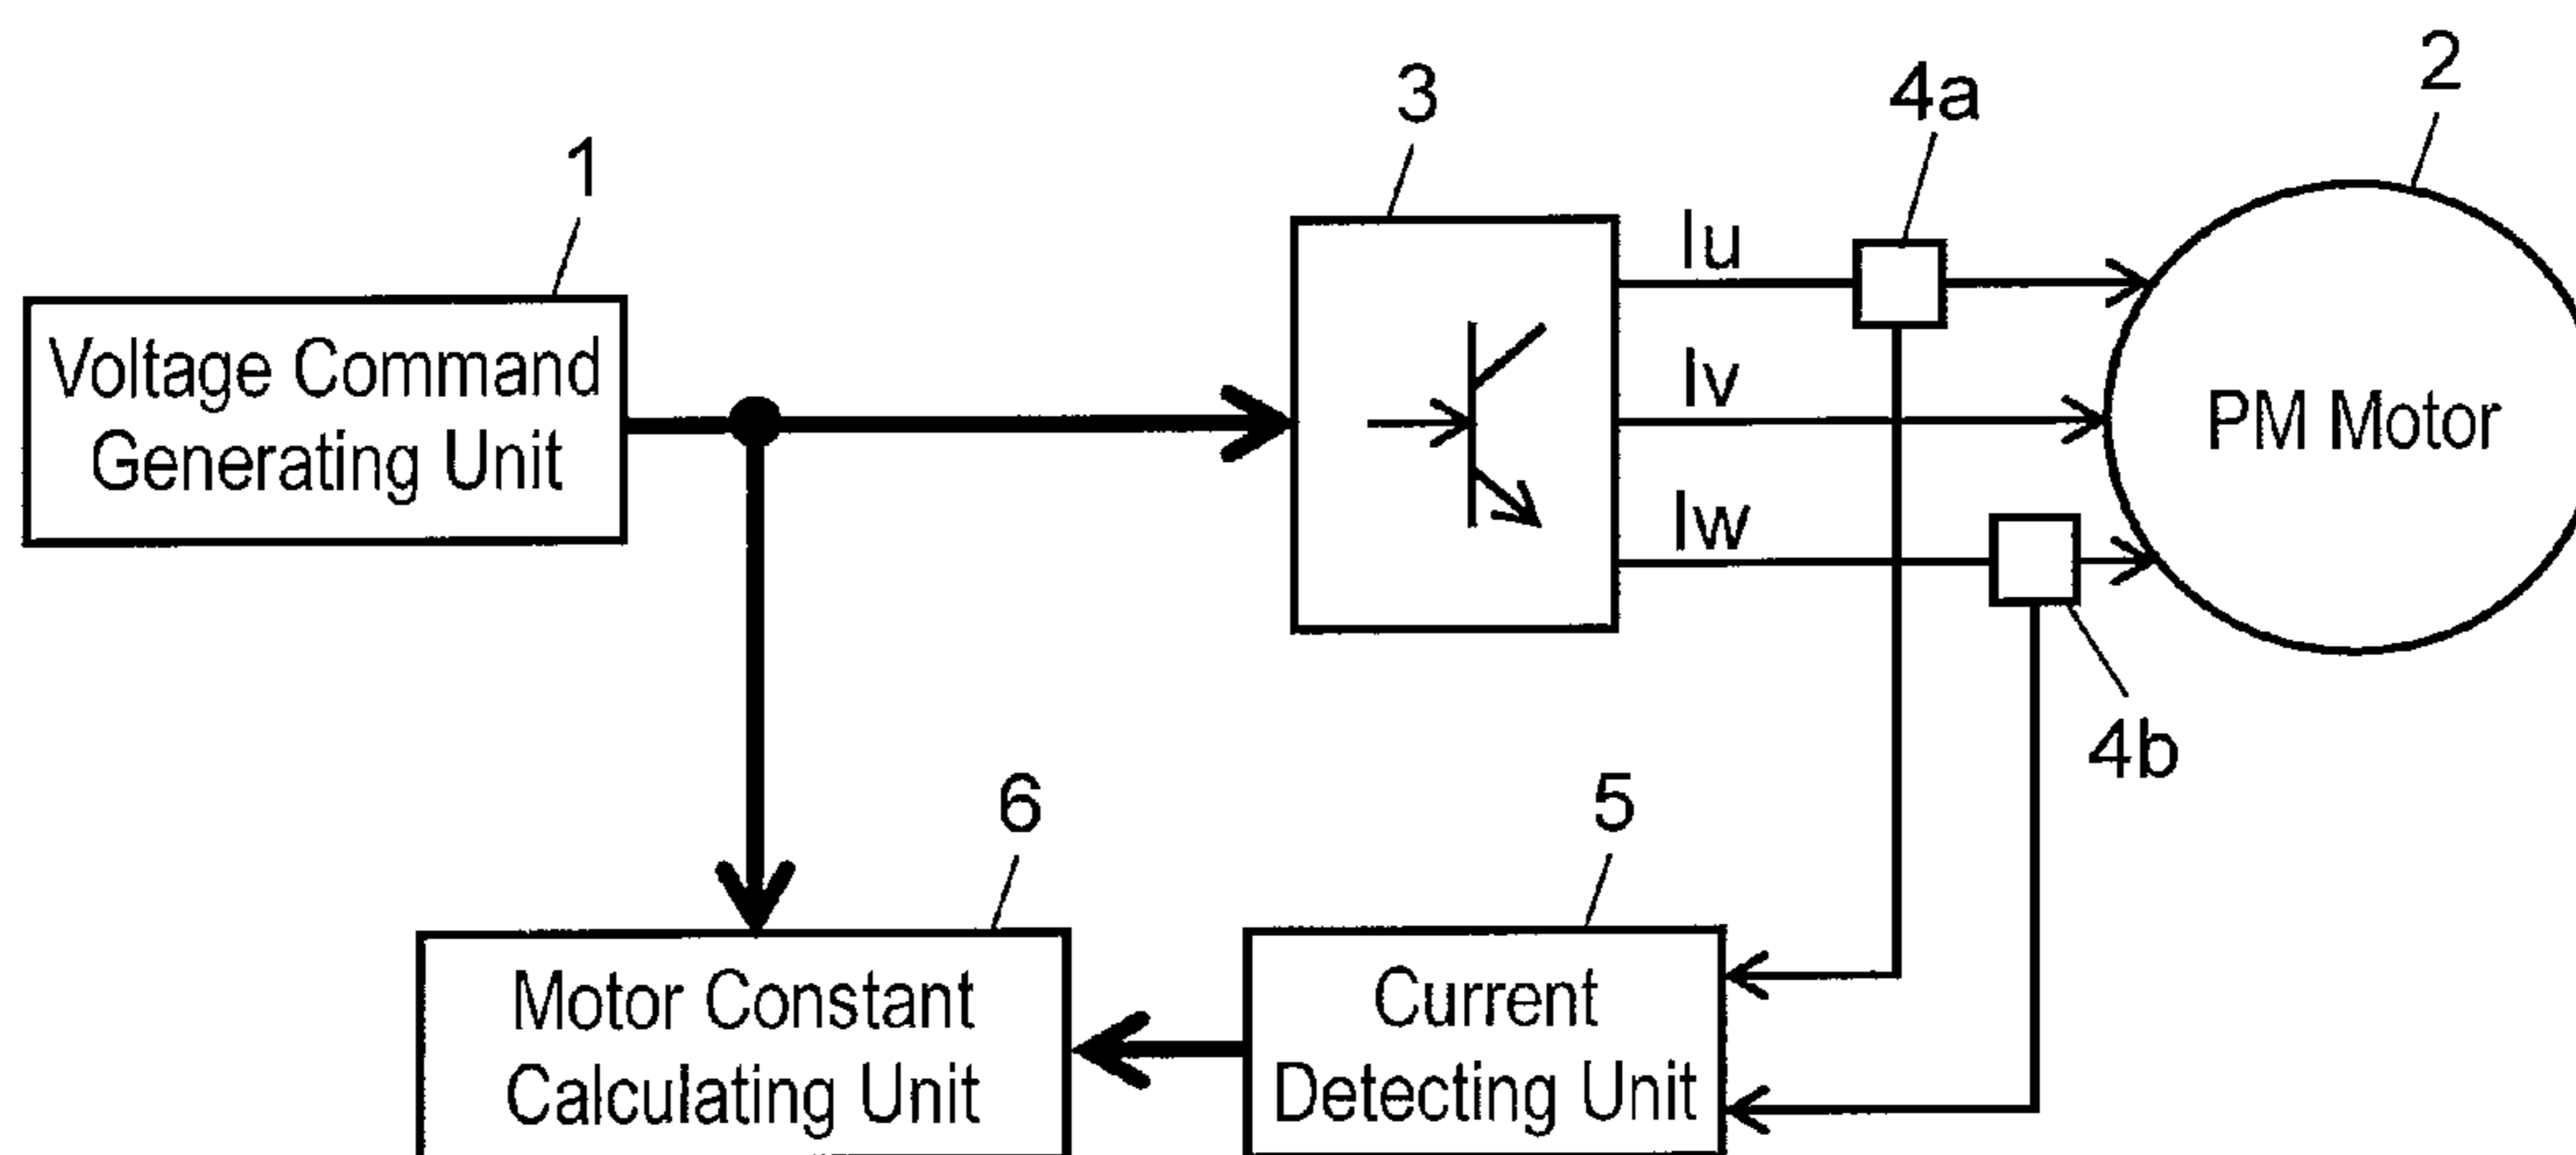 1
2
3
4a
Voltage Command
Generating Unit
Iu
Iv
Iw
PM Motor
4b
6
5
Motor Constant
Calculating Unit
Current
Detecting Unit